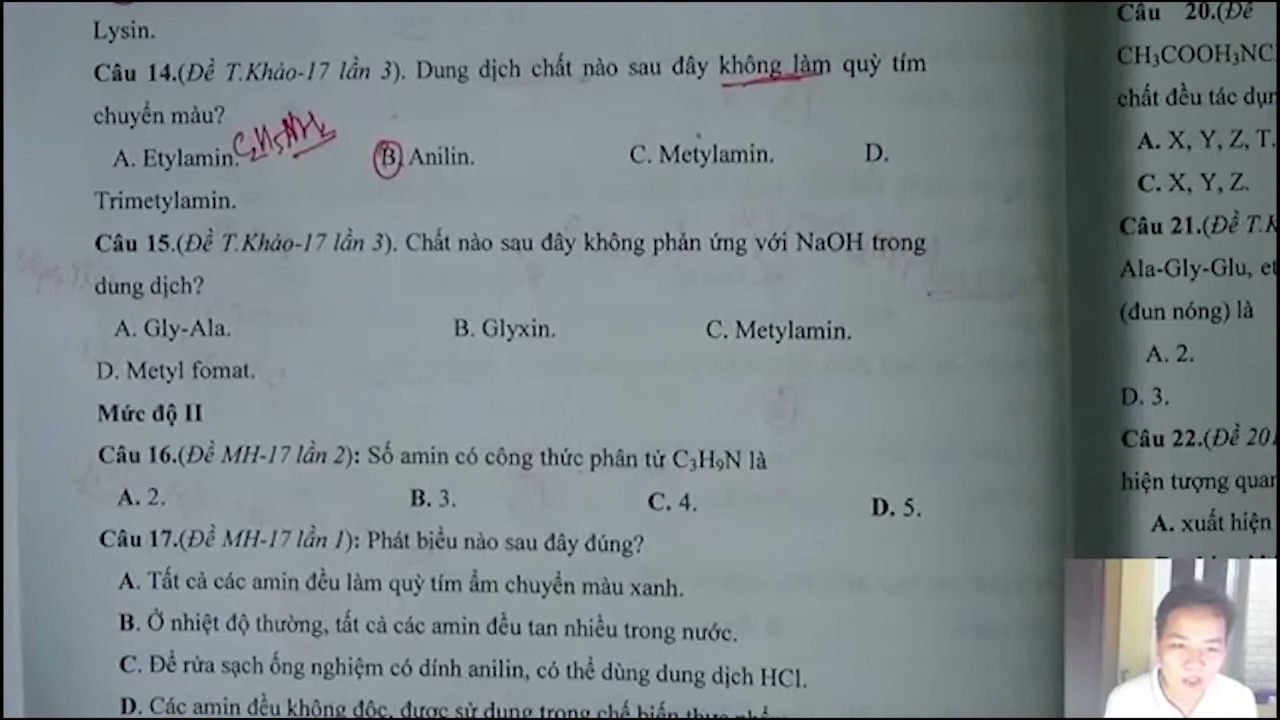 Lysin.
Câu 14.(Đề T.Khảo-17 lần 3). Dung dịch chất nào sau đây không làm quỳ tím
chuyển màu?
C₂H₅NH₂
A. Etylamin. B. Anilin. C. Metylamin. D.
Trimetylamin.
Câu 15.(Đề T.Khảo-17 lần 3). Chất nào sau đây không phản ứng với NaOH trong
dung dịch?
A. Gly-Ala. B. Glyxin. C. Metylamin.
D. Metyl fomat.
Mức độ II
Câu 16.(Đề MH-17 lần 2): Số amin có công thức phân tử C₃H₉N là
A. 2. B. 3. C. 4. D. 5.
Câu 17.(Đề MH-17 lần 1): Phát biểu nào sau đây đúng?
A. Tất cả các amin đều làm quỳ tím ẩm chuyển màu xanh.
B. Ở nhiệt độ thường, tất cả các amin đều tan nhiều trong nước.
C. Để rửa sạch ống nghiệm có dính anilin, có thể dùng dung dịch HCl.
D. Các amin đều không độc, được sử dụng trong chế biến
Câu 20.(Đề
CH₃COOH₃NC
chất đều tác
A. X, Y, Z, T.
C. X, Y, Z.
Câu 21.(Đề
Ala-Gly-Glu,
(đun nóng) là
A. 2.
D. 3.
Câu 22.(Đề
hiện tượng
A. xuất hiện